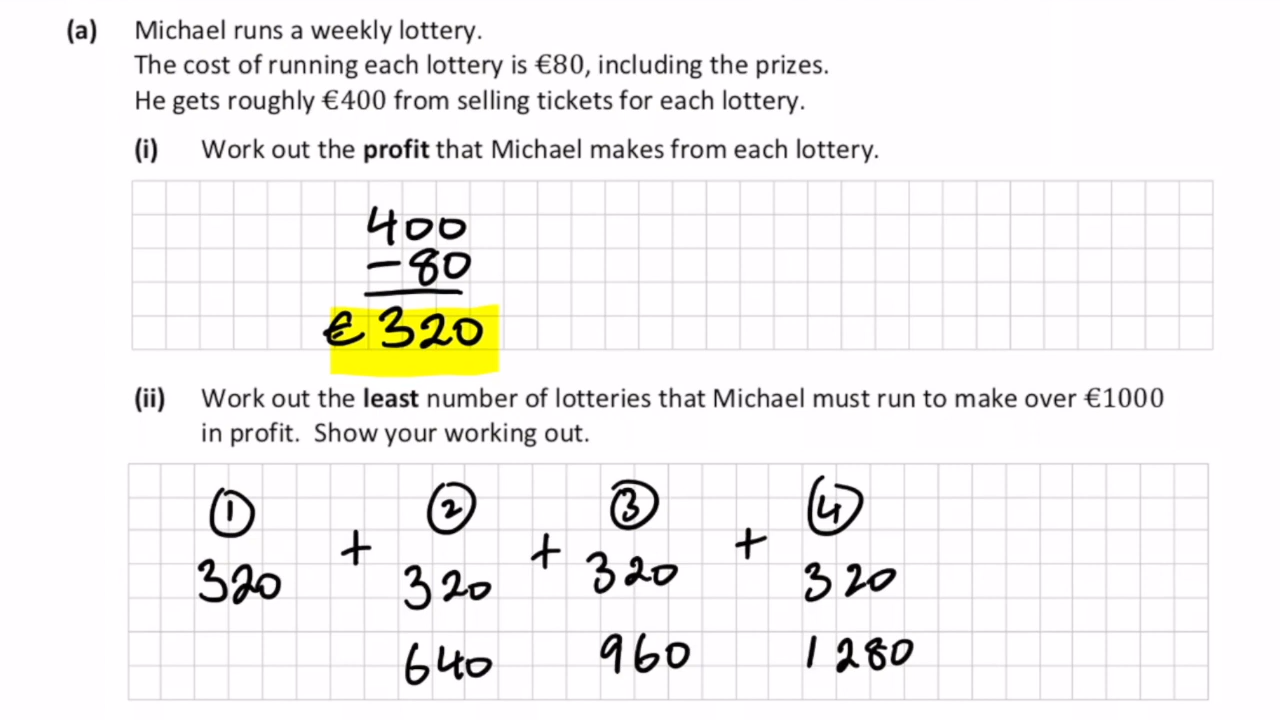 (a) Michael runs a weekly lottery.
The cost of running each lottery is €80, including the prizes.
He gets roughly €400 from selling tickets for each lottery.
(i) Work out the profit that Michael makes from each lottery.
400
-80
€320
(ii) Work out the least number of lotteries that Michael must run to make over €1000
in profit. Show your working out.
① ② ③ ④
320 + 320 + 320 + 320
640 960 1280